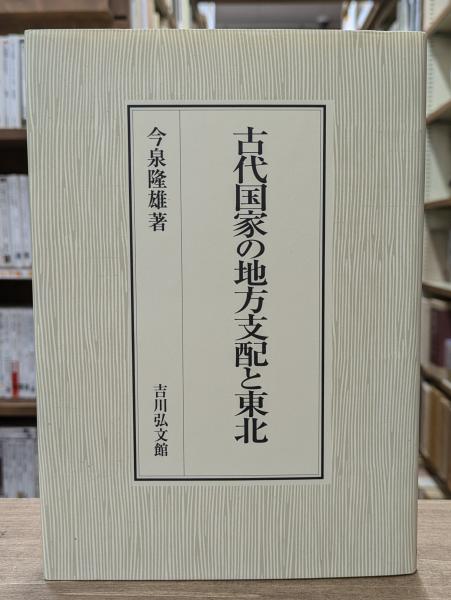 古代国家の地方支配と東北
今泉隆雄著
吉川弘文館